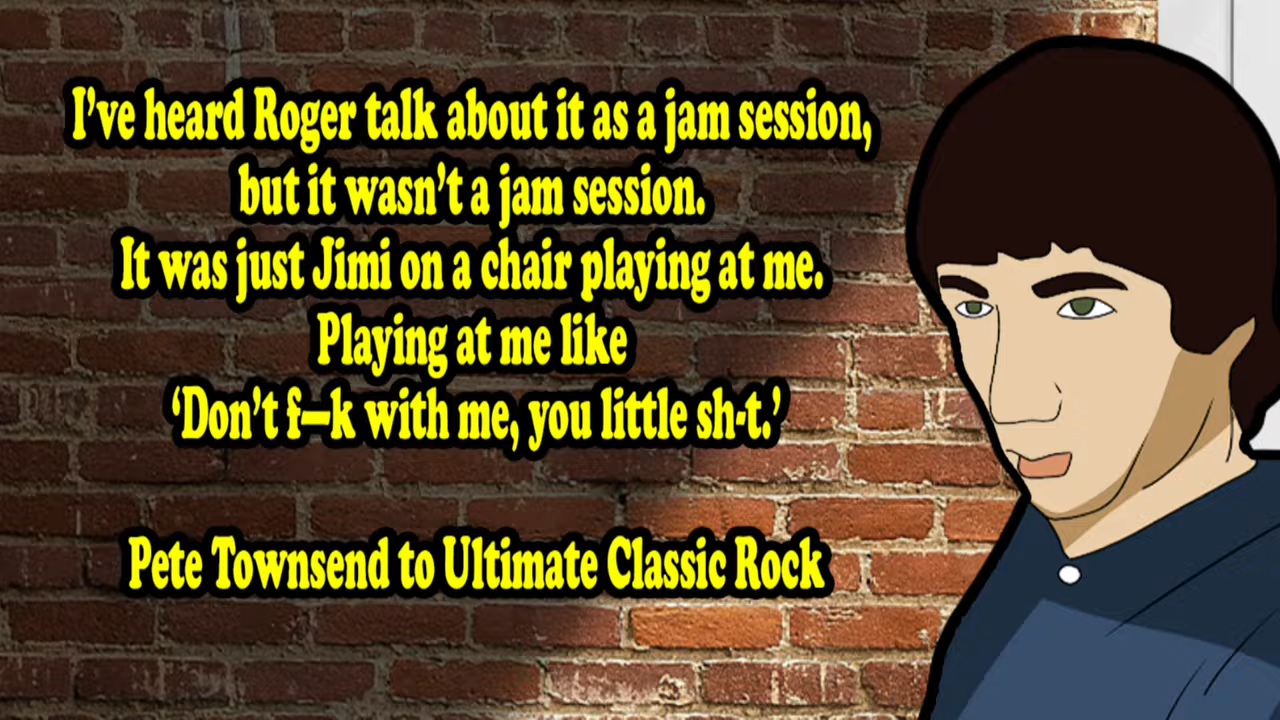 I’ve heard Roger talk about it as a jam session,
but it wasn’t a jam session.
It was just Jimi on a chair playing at me.
Playing at me like
‘Don’t f—k with me, you little sh-t.’
Pete Townsend to Ultimate Classic Rock